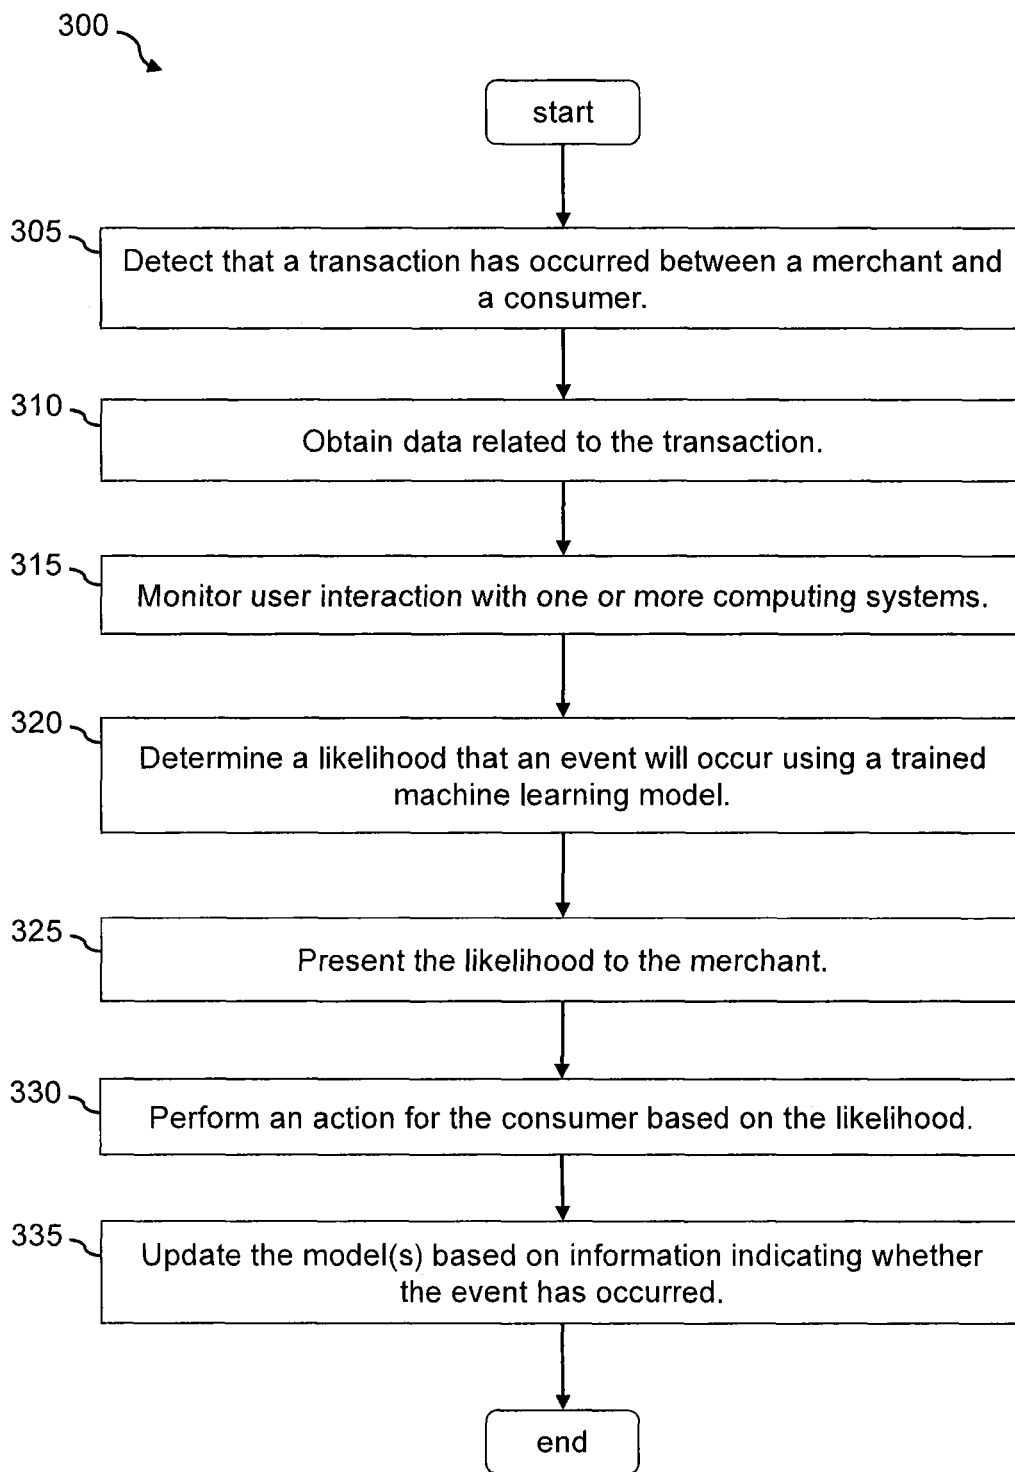 300
start
305
Detect that a transaction has occurred between a merchant and
a consumer.
310
Obtain data related to the transaction.
315
Monitor user interaction with one or more computing systems.
320
Determine a likelihood that an event will occur using a trained
machine learning model.
325
Present the likelihood to the merchant.
330
Perform an action for the consumer based on the likelihood.
335
Update the model(s) based on information indicating whether
the event has occurred.
end